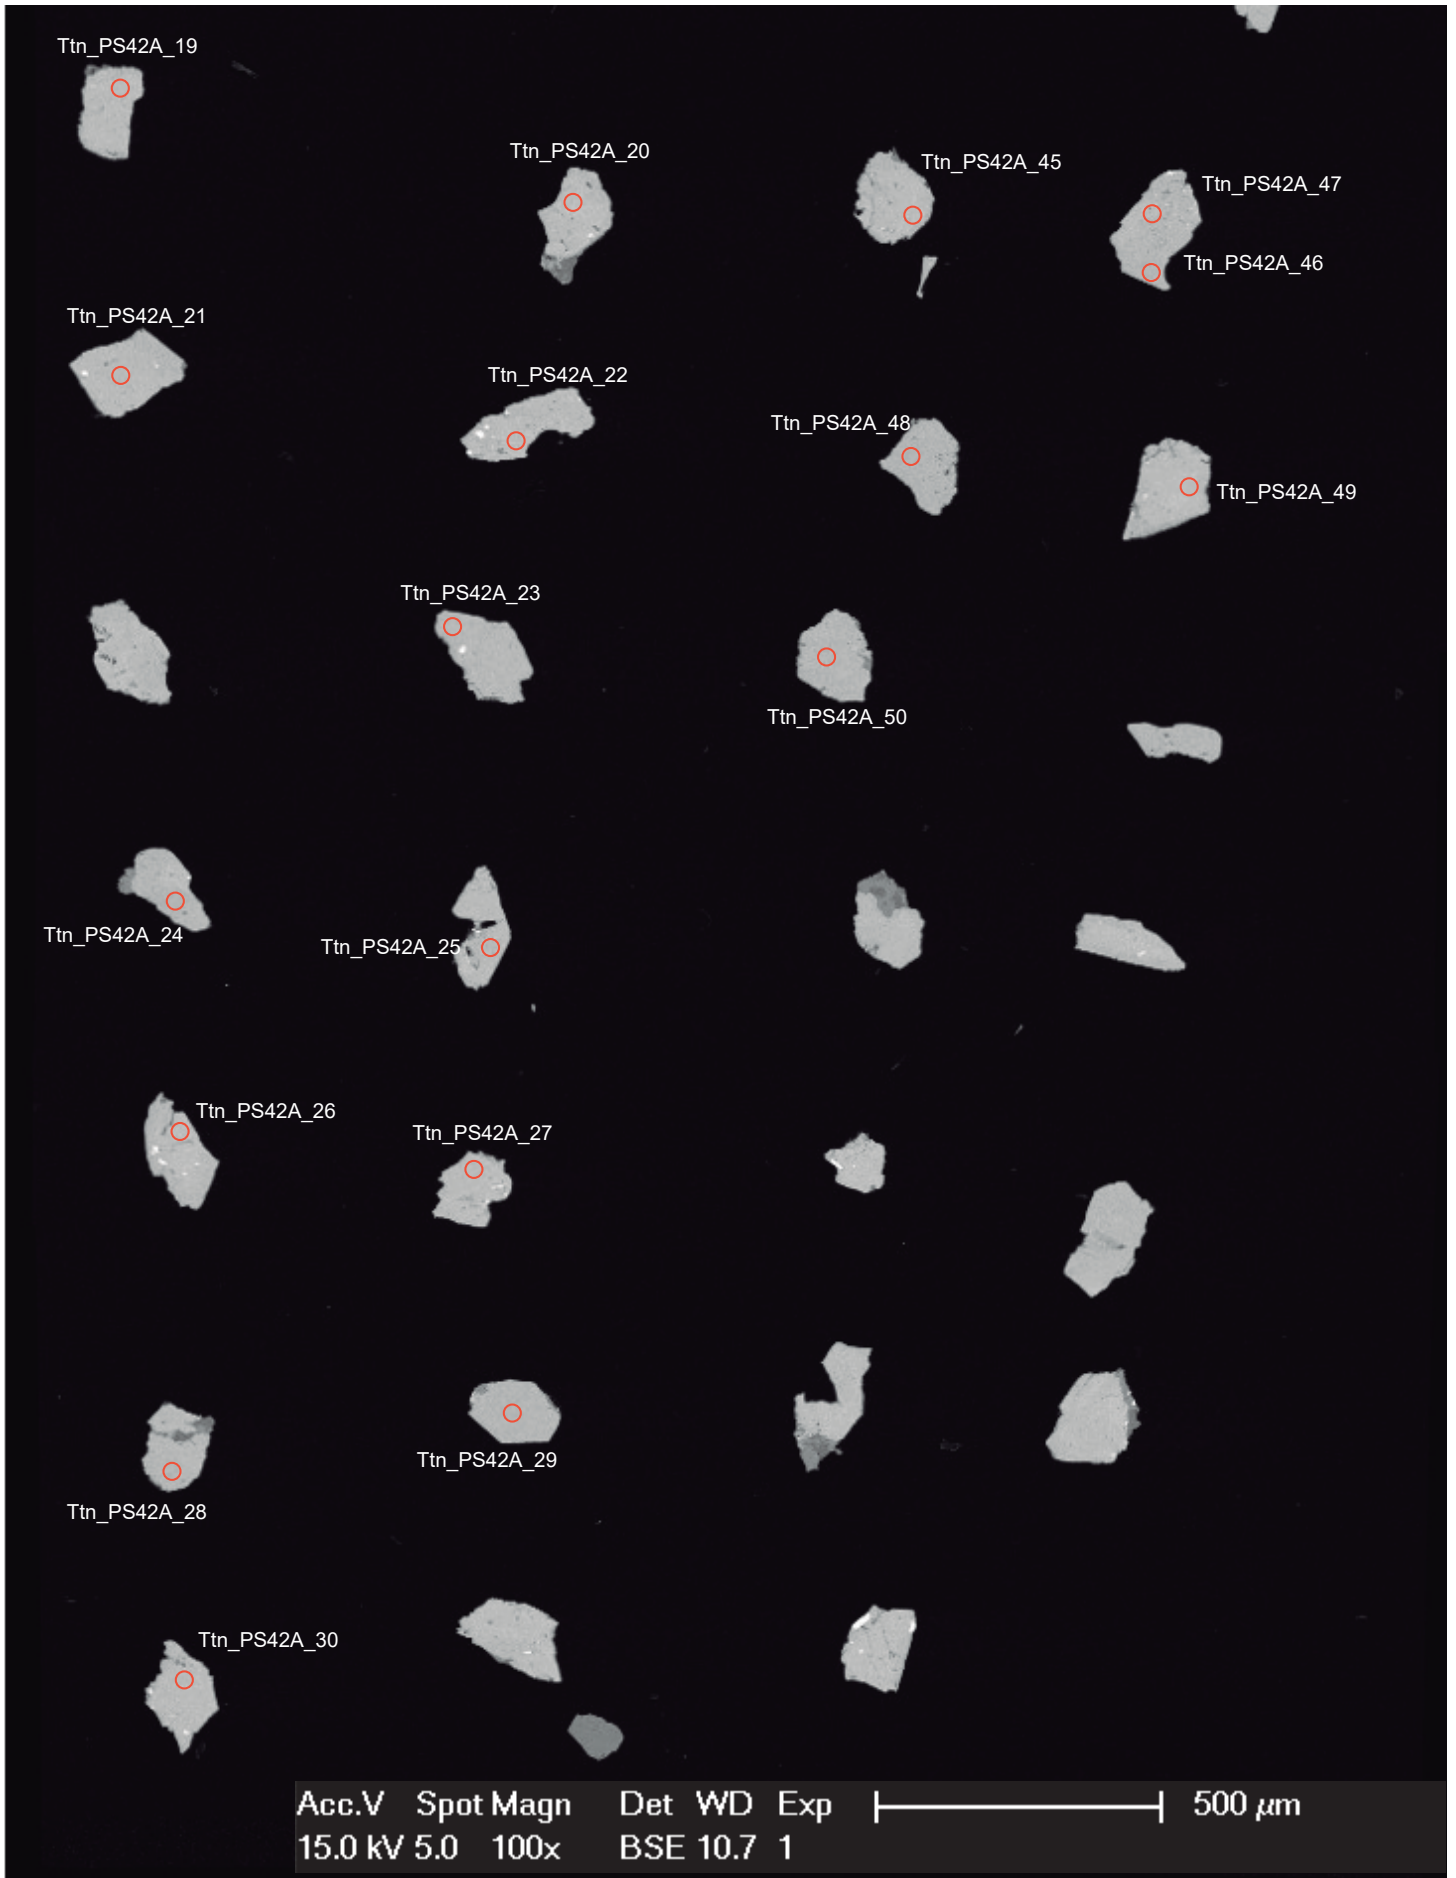 Ttn_PS42A_19
Ttn_PS42A_20
Ttn_PS42A_45
Ttn_PS42A_47
Ttn_PS42A_46
Ttn_PS42A_21
Ttn_PS42A_22
Ttn_PS42A_48
Ttn_PS42A_49
Ttn_PS42A_23
Ttn_PS42A_50
Ttn_PS42A_24
Ttn_PS42A_25
Ttn_PS42A_26
Ttn_PS42A_27
Ttn_PS42A_29
Ttn_PS42A_28
Ttn_PS42A_30
Acc.V Spot Magn Det WD Exp 500 µm
15.0 kV 5.0 100x BSE 10.7 1